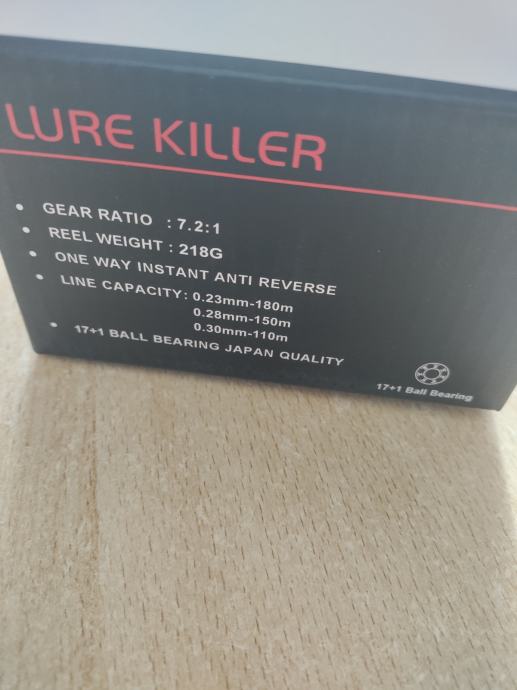 LURE KILLER
• GEAR RATIO : 7.2:1
• REEL WEIGHT : 218G
• ONE WAY INSTANT ANTI REVERSE
• LINE CAPACITY: 0.23mm-180m
0.28mm-150m
0.30mm-110m
• 17+1 BALL BEARING JAPAN QUALITY
17+1 Ball Bearing